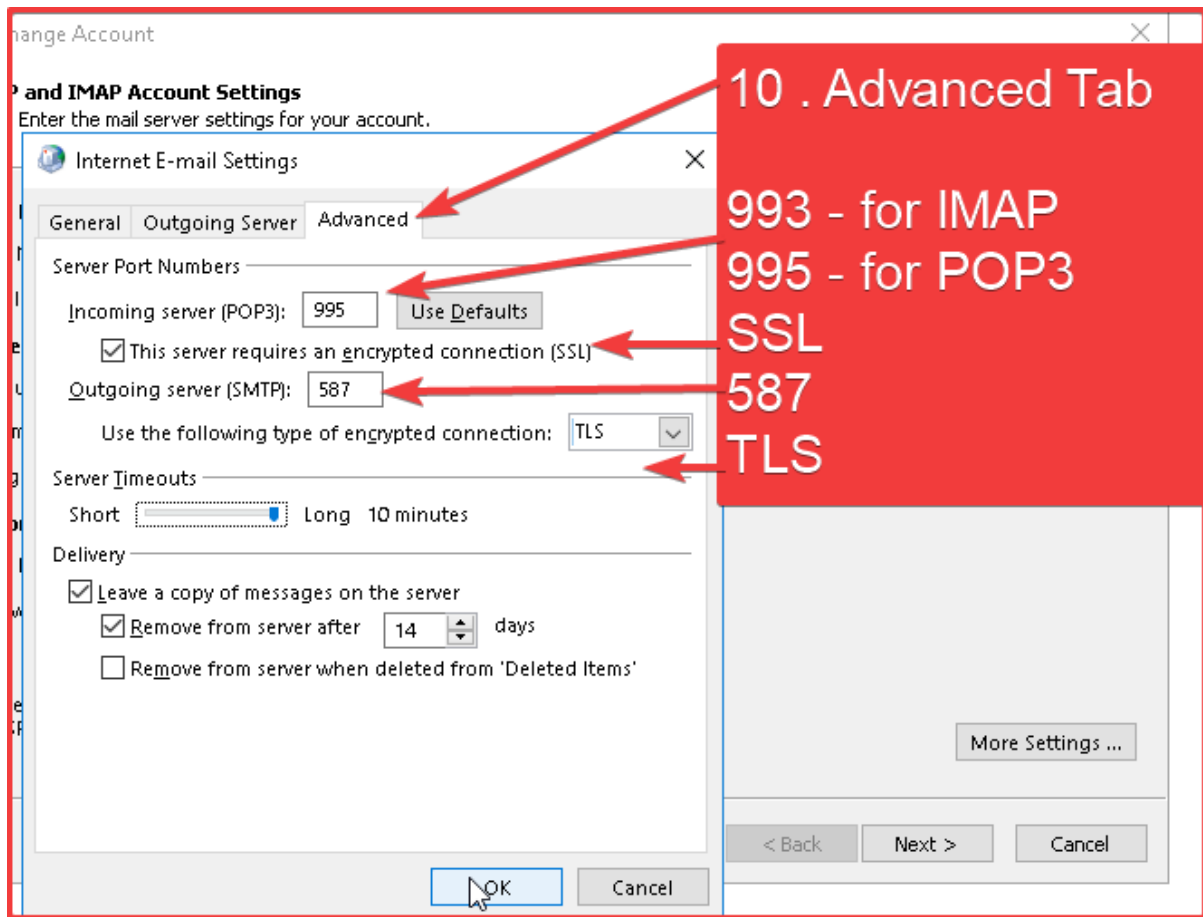 hange Account
P and IMAP Account Settings
Enter the mail server settings for your account.
Internet E-mail Settings
General Outgoing Server Advanced
Server Port Numbers
Incoming server (POP3): 995 Use Defaults
This server requires an encrypted connection (SSL)
Outgoing server (SMTP): 587
Use the following type of encrypted connection: TLS
Server Timeouts
Short Long 10 minutes
Delivery
Leave a copy of messages on the server
Remove from server after 14 days
Remove from server when deleted from 'Deleted Items'
OK Cancel
10 . Advanced Tab
993 - for IMAP
995 - for POP3
SSL
587
TLS
More Settings ...
< Back Next > Cancel